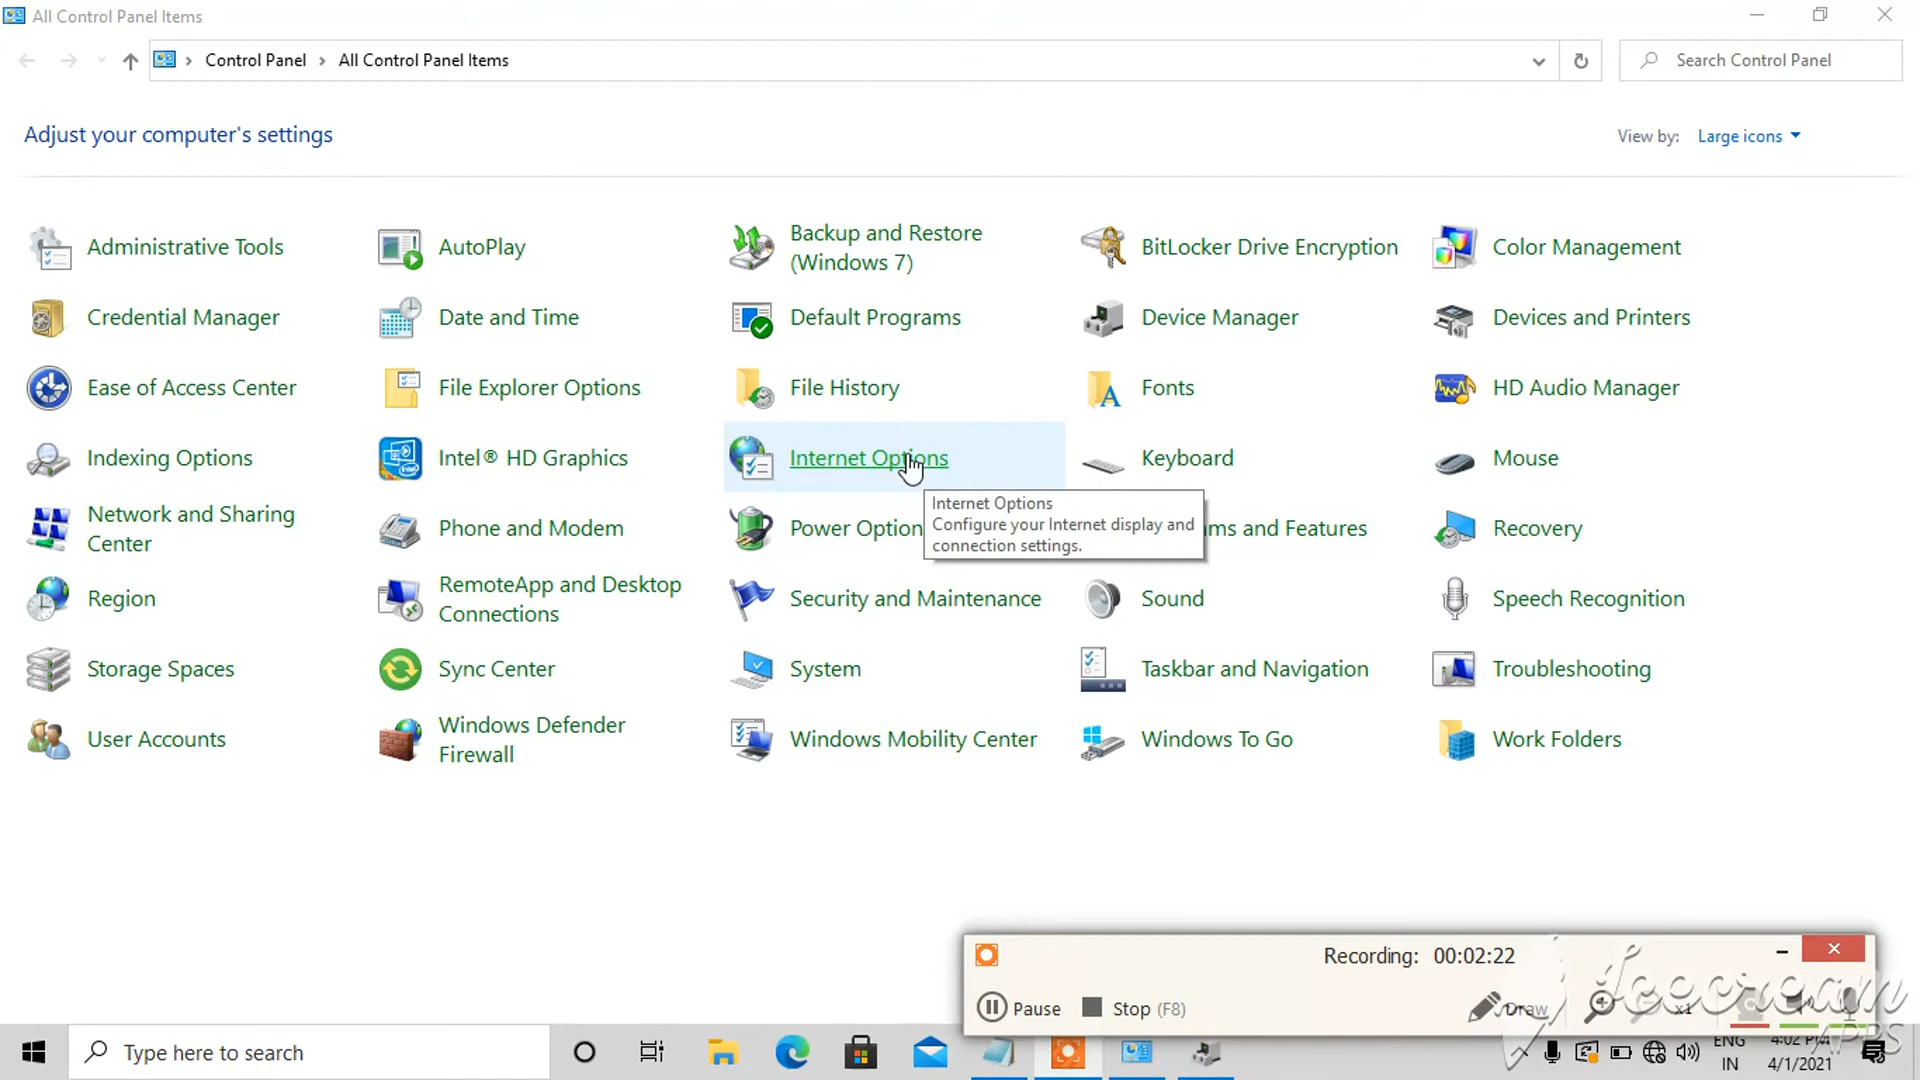 All Control Panel Items
Control Panel
All Control Panel Items
Search Control Panel
Adjust your computer's settings
View by:
Large icons
Administrative Tools
AutoPlay
Backup and Restore
(Windows 7)
BitLocker Drive Encryption
Color Management
Credential Manager
Date and Time
Default Programs
Device Manager
Devices and Printers
Ease of Access Center
File Explorer Options
File History
Fonts
HD Audio Manager
Indexing Options
Intel® HD Graphics
Internet Options
Keyboard
Mouse
Network and Sharing
Center
Phone and Modem
Power Option
Internet Options
Configure your Internet display and
connection settings.
ms and Features
Recovery
Region
RemoteApp and Desktop
Connections
Security and Maintenance
Sound
Speech Recognition
Storage Spaces
Sync Center
System
Taskbar and Navigation
Troubleshooting
User Accounts
Windows Defender
Firewall
Windows Mobility Center
Windows To Go
Work Folders
Recording: 00:02:22
Pause
Stop (F8)
Draw
x1
Icecream
APPS
Type here to search
ENG
IN
4:02 PM
4/1/2021